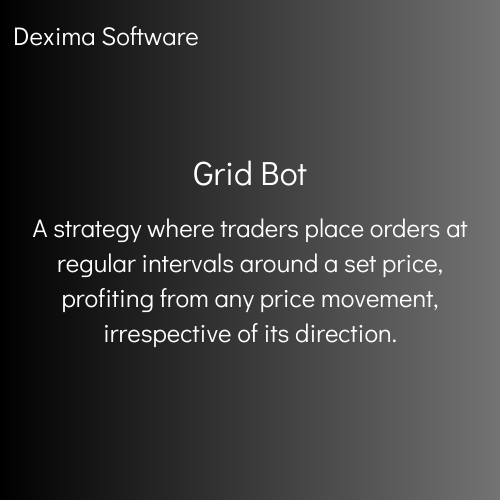 Dexima Software
Grid Bot
A strategy where traders place orders at
regular intervals around a set price,
profiting from any price movement,
irrespective of its direction.